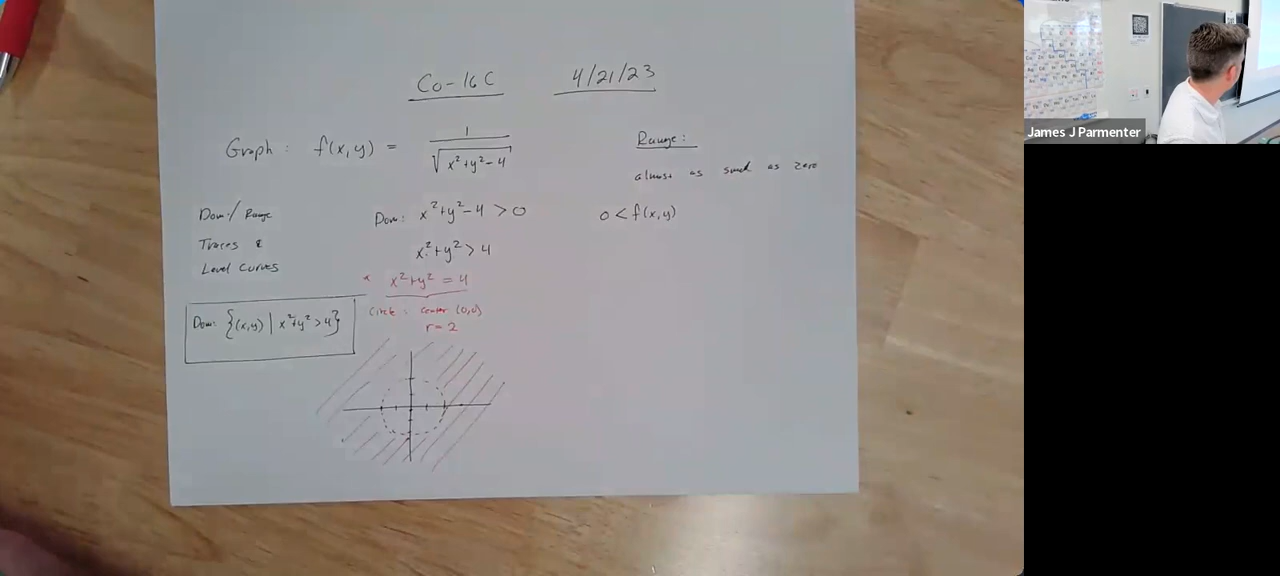 Co-16C 4/21/23
Graph: f(x,y) = 1/√(x²+y²-4)
Range:
almost as small as zero
0 < f(x,y)
Dom/Range
Traces &
Level Curves
Dom: x²+y²-4 > 0
x²+y² > 4
* x²+y² = 4
Circle: center (0,0)
r=2
Dom: {(x,y) | x²+y²>4}
James J Parmenter